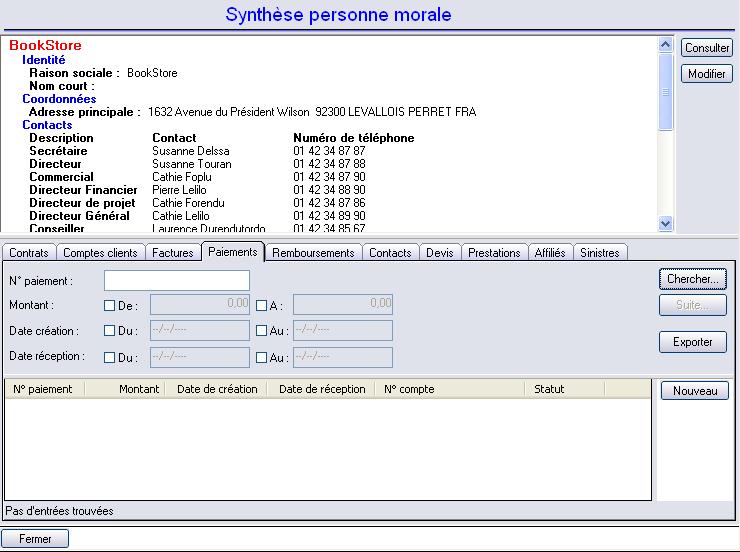 Synthèse personne morale
BookStore
Consulter
Identité
Raison sociale : BookStore
Modifier
Nom court :
Coordonnées
Adresse principale : 1632 Avenue du Président Wilson 92300 LEVALLOIS PERRET FRA
Contacts
Description Contact Numéro de téléphone
Secrétaire Susanne Delssa 01 42 34 87 87
Directeur Susanne Touran 01 42 34 87 88
Commercial Cathie Foplu 01 42 34 87 90
Directeur Financier Pierre Lelilo 01 42 34 88 90
Directeur de projet Cathie Forendu 01 42 34 87 86
Directeur Général Cathie Lelilo 01 42 34 89 90
Conseiller Laurence Durendutordo 01 42 34 85 67
Contrats Comptes clients Factures Paiements Remboursements Contacts Devis Prestations Affiliés Sinistres
N° paiement : Chercher...
Montant : De : 0,00 A : 0,00 Suite...
Date création : Du : --/--/---- Au : --/--/----
Exporter
Date réception : Du : --/--/---- Au : --/--/----
N° paiement Montant Date de création Date de réception N° compte Statut Nouveau
Pas d'entrées trouvées
Fermer